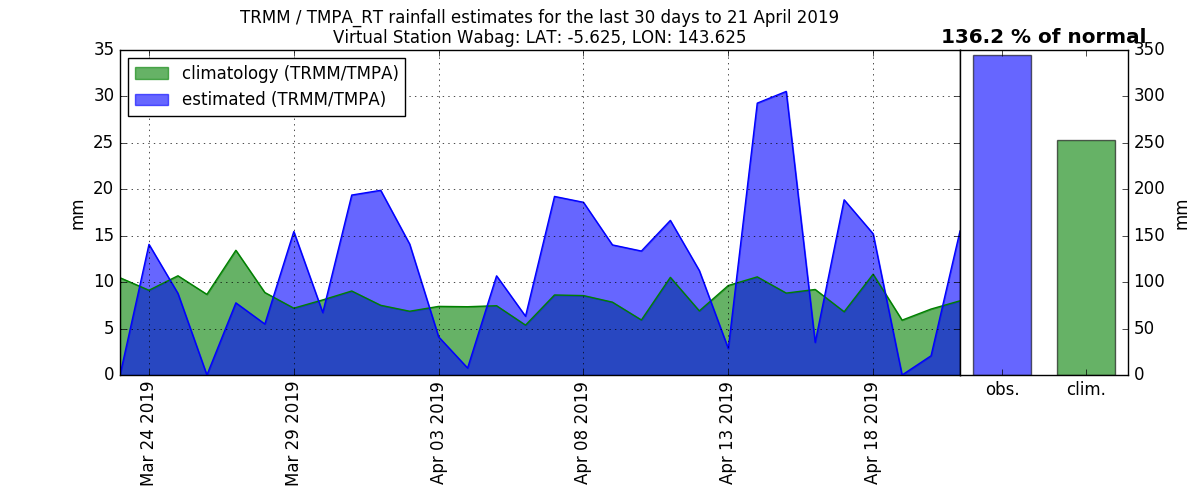 TRMM / TMPA_RT rainfall estimates for the last 30 days to 21 April 2019
Virtual Station Wabag: LAT: -5.625, LON: 143.625
136.2 % of normal
climatology (TRMM/TMPA)
estimated (TRMM/TMPA)
35
30
25
20
15
10
5
0
mm
350
300
250
200
150
100
50
0
mm
Mar 24 2019
Mar 29 2019
Apr 03 2019
Apr 08 2019
Apr 13 2019
Apr 18 2019
obs.
clim.